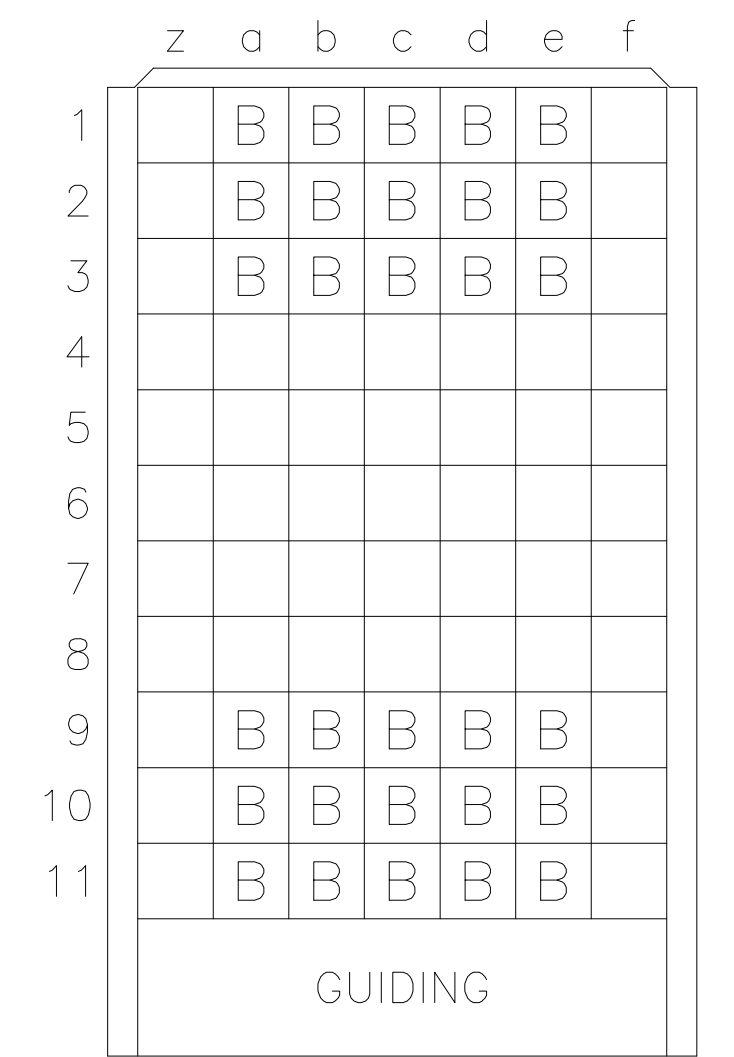 z a b c d e f
1 B B B B B
2 B B B B B
3 B B B B B
4
5
6
7
8
9 B B B B B
10 B B B B B
11 B B B B B
GUIDING